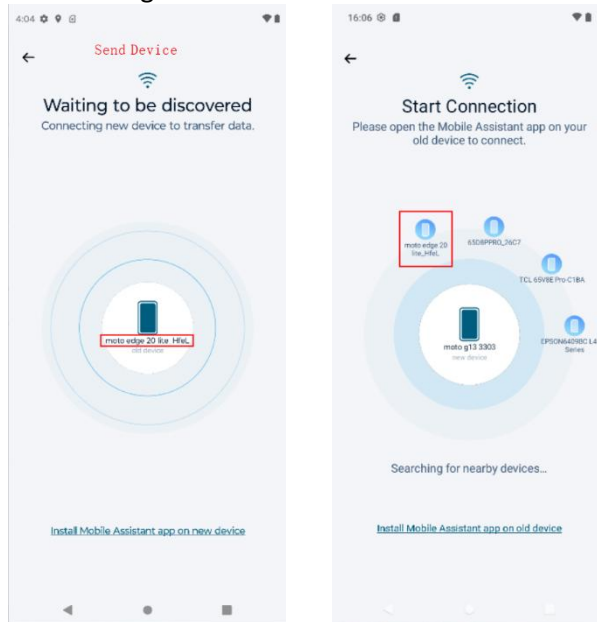 4:04
Send Device
Waiting to be discovered
Connecting new device to transfer data.
moto edge 20 lite_HfeL
old device
Install Mobile Assistant app on new device
16:06
Start Connection
Please open the Mobile Assistant app on your
old device to connect.
moto edge 20
lite_HfeL
65D8PPRO_26C7
TCL 65V8E Pro-C1BA
EPSON6409BC L4
Series
moto g13 3303
new device
Searching for nearby devices...
Install Mobile Assistant app on old device